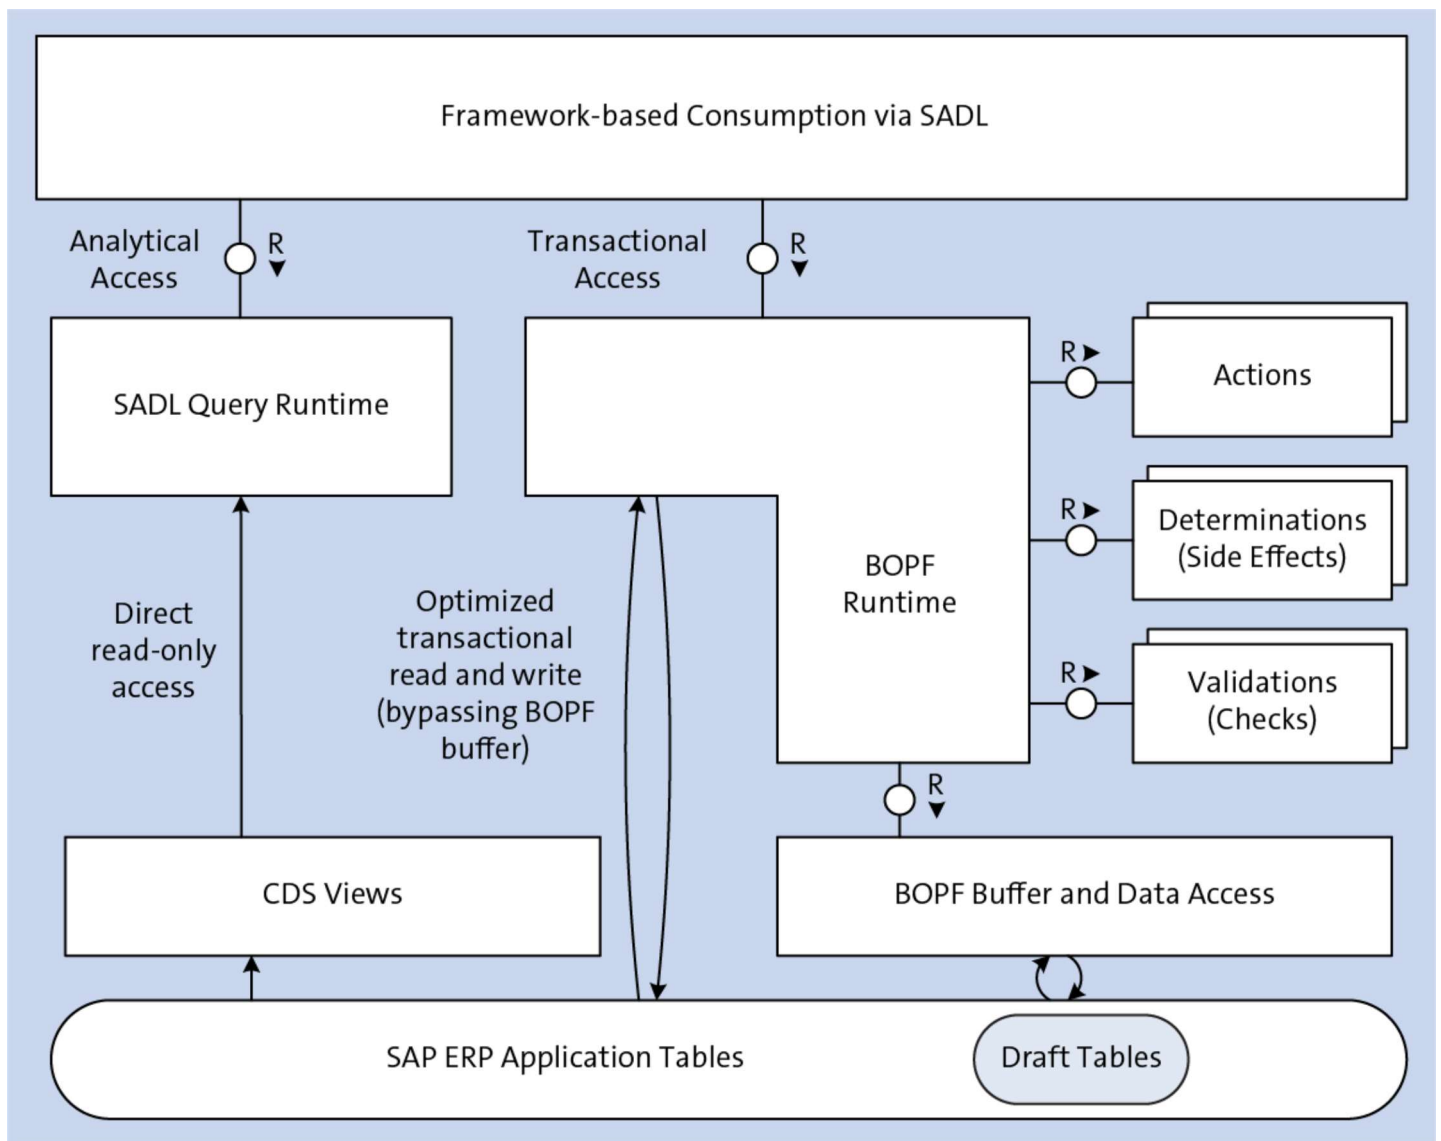 Framework-based Consumption via SADL
Analytical
Access
R
Transactional
Access
R
SADL Query Runtime
R
Actions
R
Determinations
(Side Effects)
BOPF
Runtime
Direct
read-only
access
Optimized
transactional
read and write
(bypassing BOPF
buffer)
R
Validations
(Checks)
R
CDS Views
BOPF Buffer and Data Access
SAP ERP Application Tables
Draft Tables